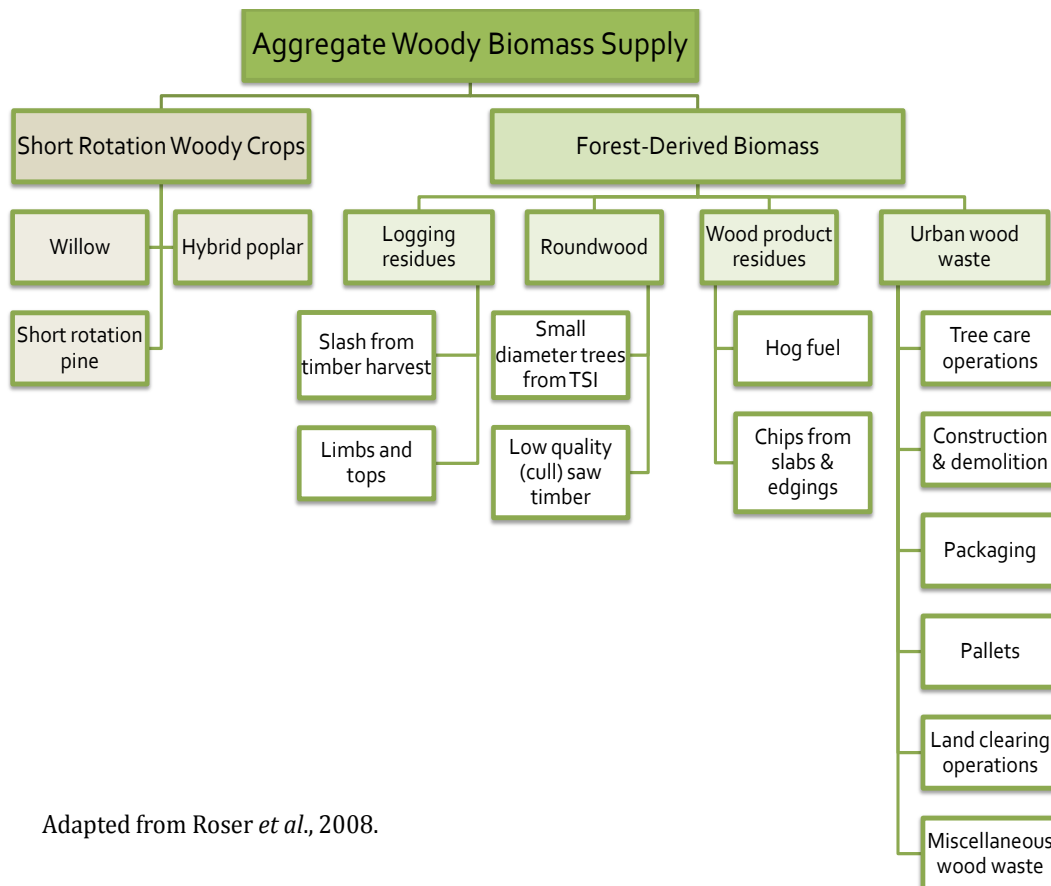 Aggregate Woody Biomass Supply
Short Rotation Woody Crops
Forest-Derived Biomass
Willow
Hybrid poplar
Short rotation
pine
Logging
residues
Roundwood
Wood product
residues
Urban wood
waste
Slash from
timber harvest
Limbs and
tops
Small
diameter trees
from TSI
Low quality
(cull) saw
timber
Hog fuel
Chips from
slabs &
edgings
Tree care
operations
Construction
& demolition
Packaging
Pallets
Land clearing
operations
Miscellaneous
wood waste
Adapted from Roser et al., 2008.